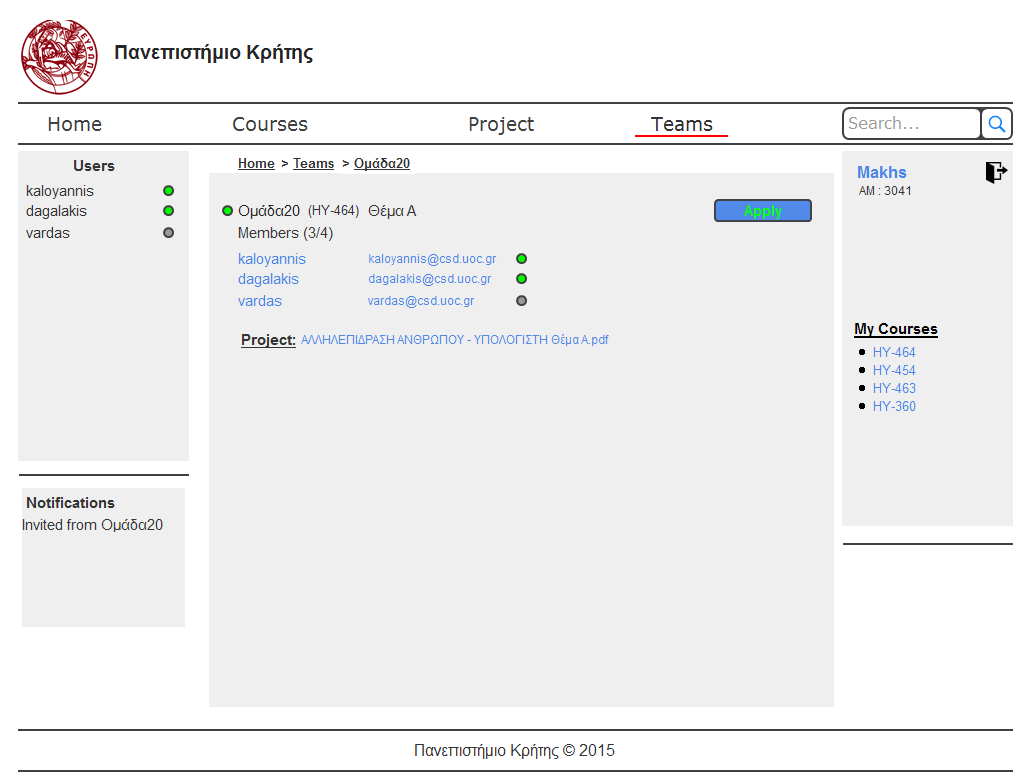 ΕΥΡΩΠΗ
Πανεπιστήμιο Κρήτης
Home Courses Project Teams Search...
Users
kaloyannis
dagalakis
vardas
Notifications
Invited from Ομάδα20
Home > Teams > Ομάδα20
Ομάδα20 (HY-464) Θέμα Α
Apply
Members (3/4)
kaloyannis kaloyannis@csd.uoc.gr
dagalakis dagalakis@csd.uoc.gr
vardas vardas@csd.uoc.gr
Project: ΑΛΛΗΛΕΠΙΔΡΑΣΗ ΑΝΘΡΩΠΟΥ - ΥΠΟΛΟΓΙΣΤΗ Θέμα Α.pdf
Makhs
AM : 3041
My Courses
HY-464
HY-454
HY-463
HY-360
Πανεπιστήμιο Κρήτης © 2015